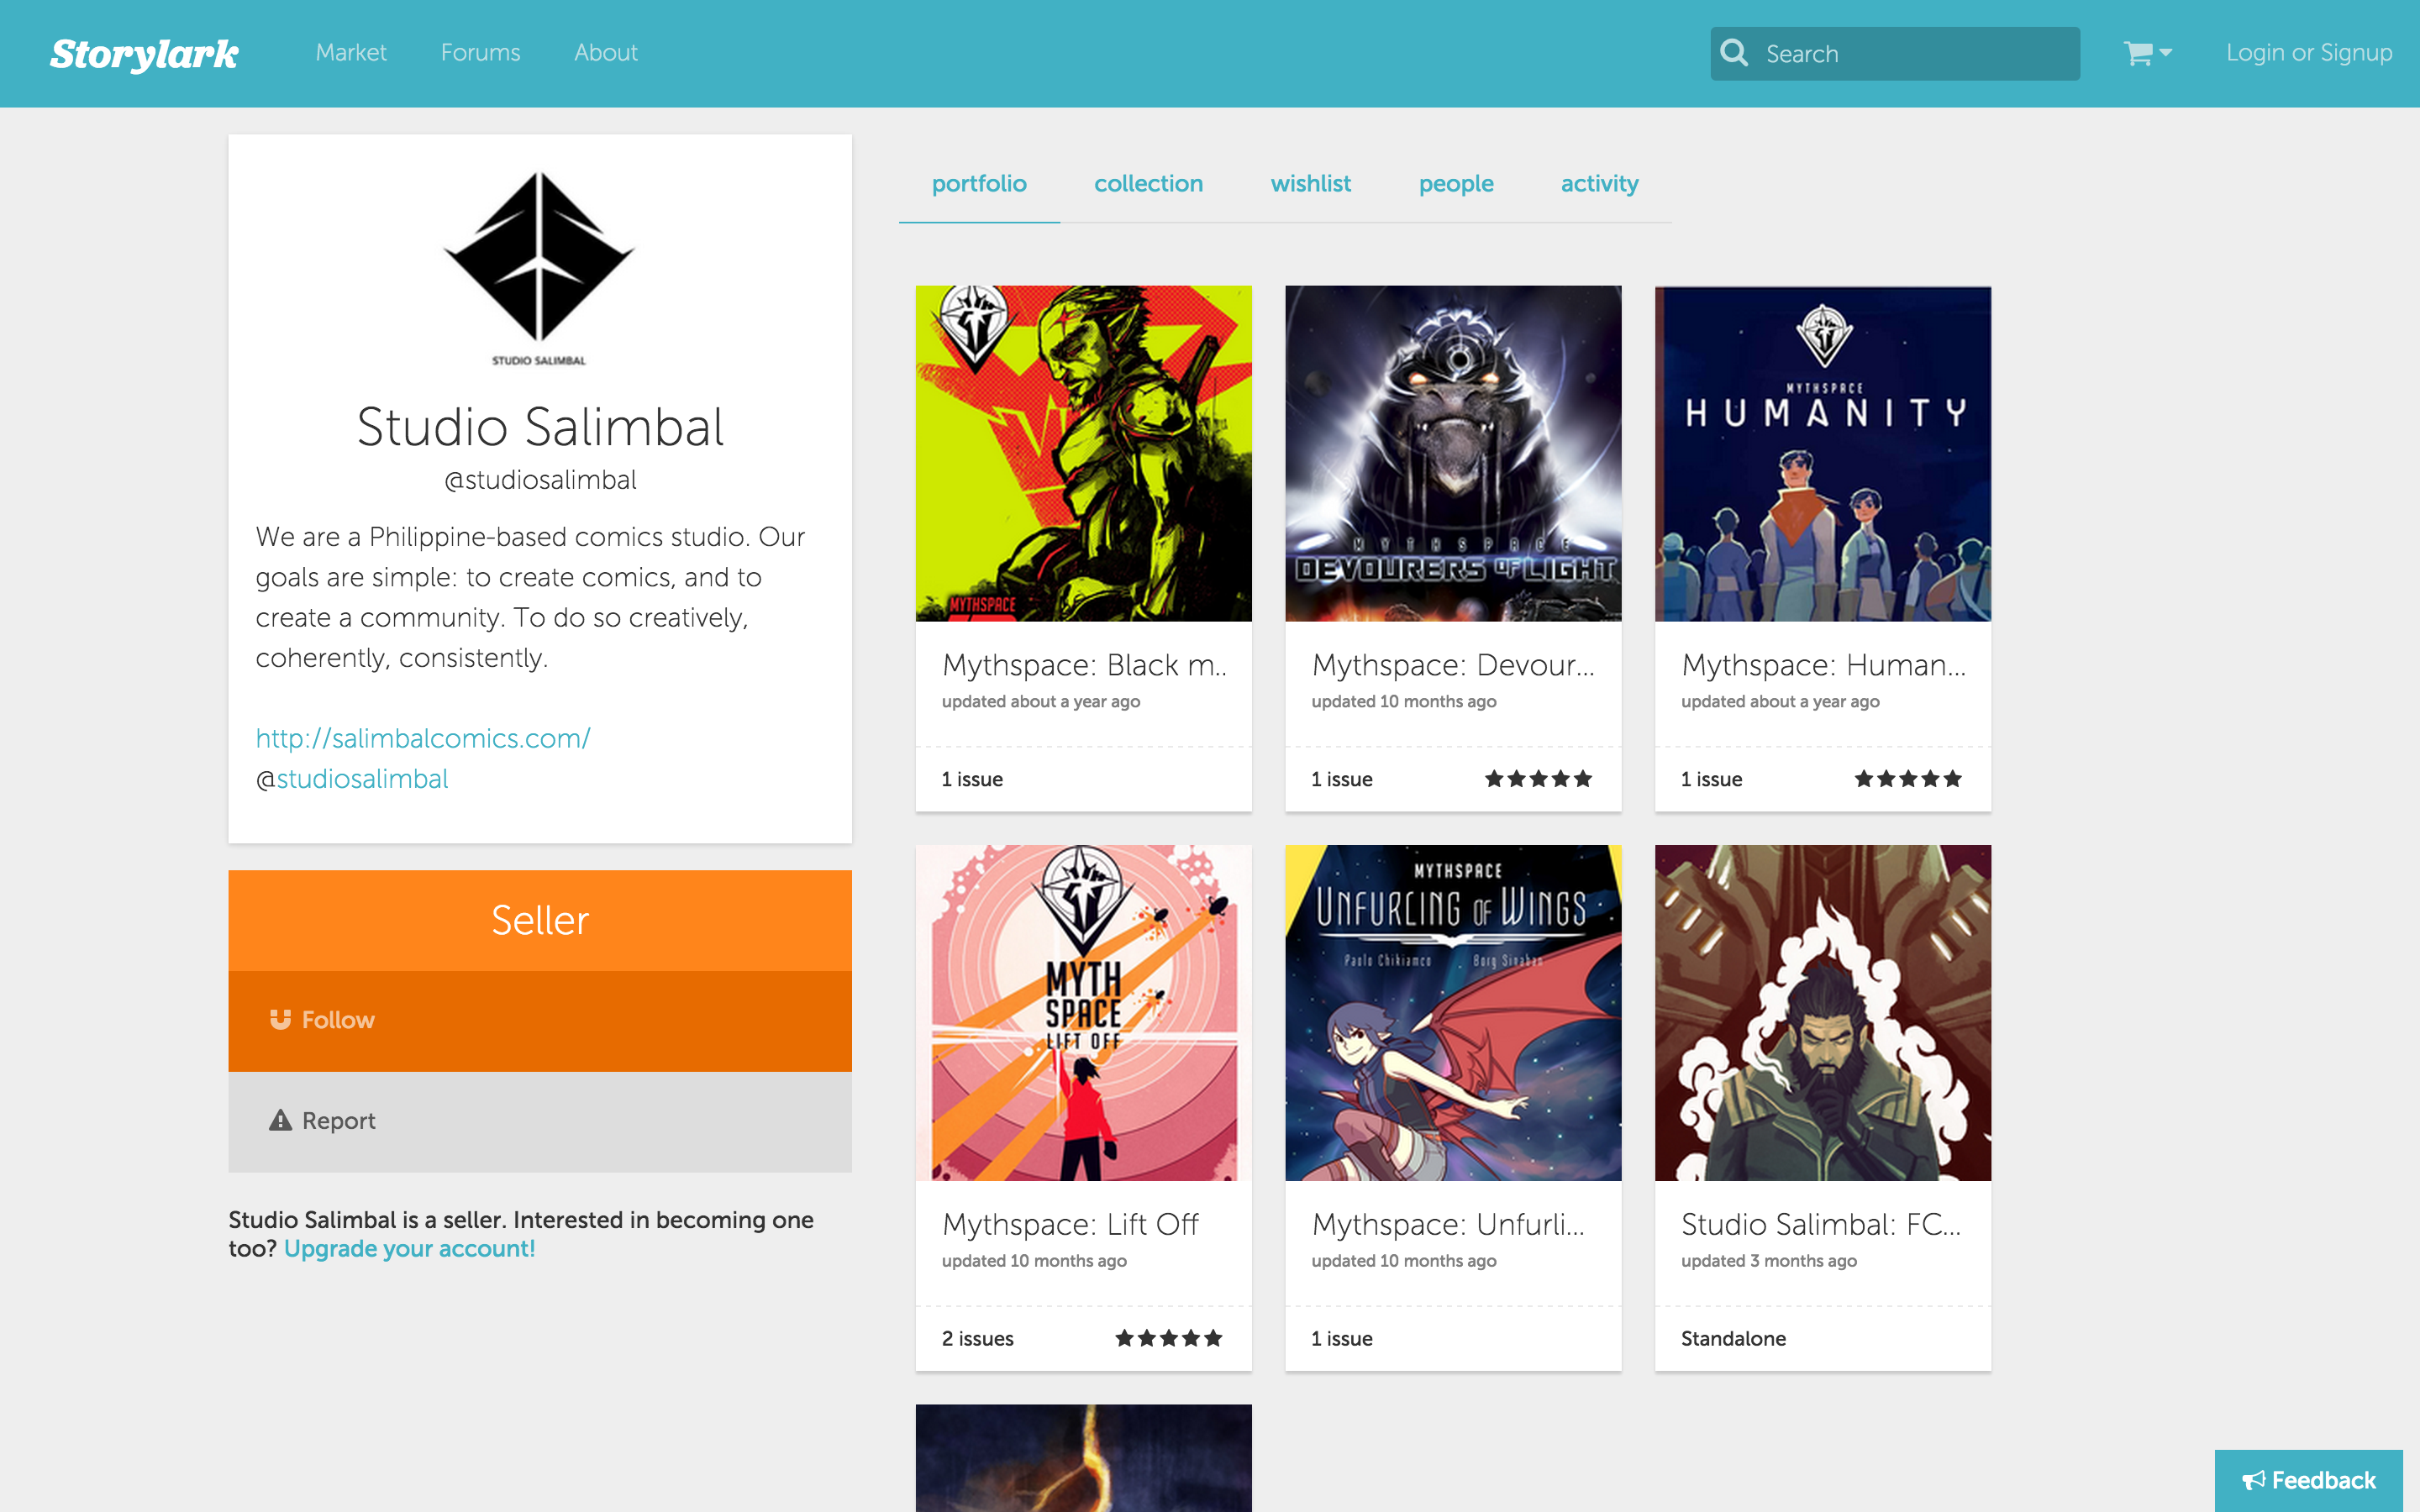 Storylark
Market
Forums
About
Search
Login or Signup
STUDIO SALIMBAL
Studio Salimbal
@studiosalimbal
We are a Philippine-based comics studio. Our
goals are simple: to create comics, and to
create a community. To do so creatively,
coherently, consistently.
http://salimbalcomics.com/
@studiosalimbal
Seller
Follow
Report
Studio Salimbal is a seller. Interested in becoming one
too? Upgrade your account!
portfolio
collection
wishlist
people
activity
MYTHSPACE
Mythspace: Black m..
updated about a year ago
1 issue
MYTHSPACE
DEVOURERS OF LIGHT
Mythspace: Devour...
updated 10 months ago
1 issue
MYTHSPACE
HUMANITY
Mythspace: Human...
updated about a year ago
1 issue
MYTH
SPACE
LIFT OFF
Mythspace: Lift Off
updated 10 months ago
2 issues
MYTHSPACE
UNFURLING OF WINGS
Paolo Chikiamco Borg Sinaban
Mythspace: Unfurli...
updated 10 months ago
1 issue
Studio Salimbal: FC...
updated 3 months ago
Standalone
Feedback